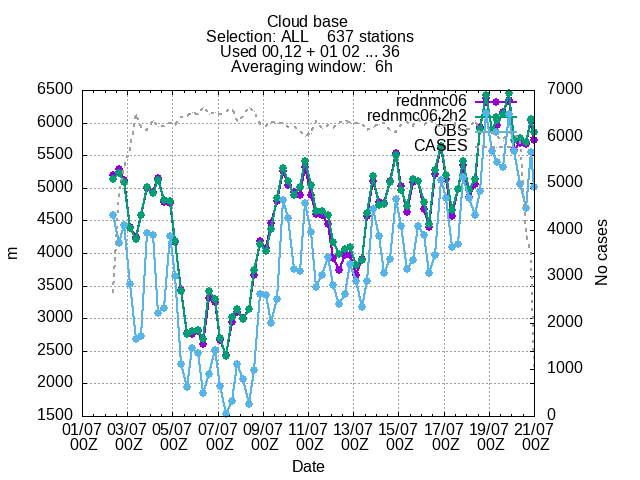 Cloud base
Selection: ALL    637 stations
Used 00,12 + 01 02 ... 36
Averaging window:  6h
6500
6000
5500
5000
4500
4000
3500
3000
2500
2000
1500
m
7000
6000
5000
4000
3000
2000
1000
0
No cases
rednmc06
rednmc06,2h2
OBS
CASES
01/07 03/07 05/07 07/07 09/07 11/07 13/07 15/07 17/07 19/07 21/07
00Z 00Z 00Z 00Z 00Z 00Z 00Z 00Z 00Z 00Z 00Z
Date